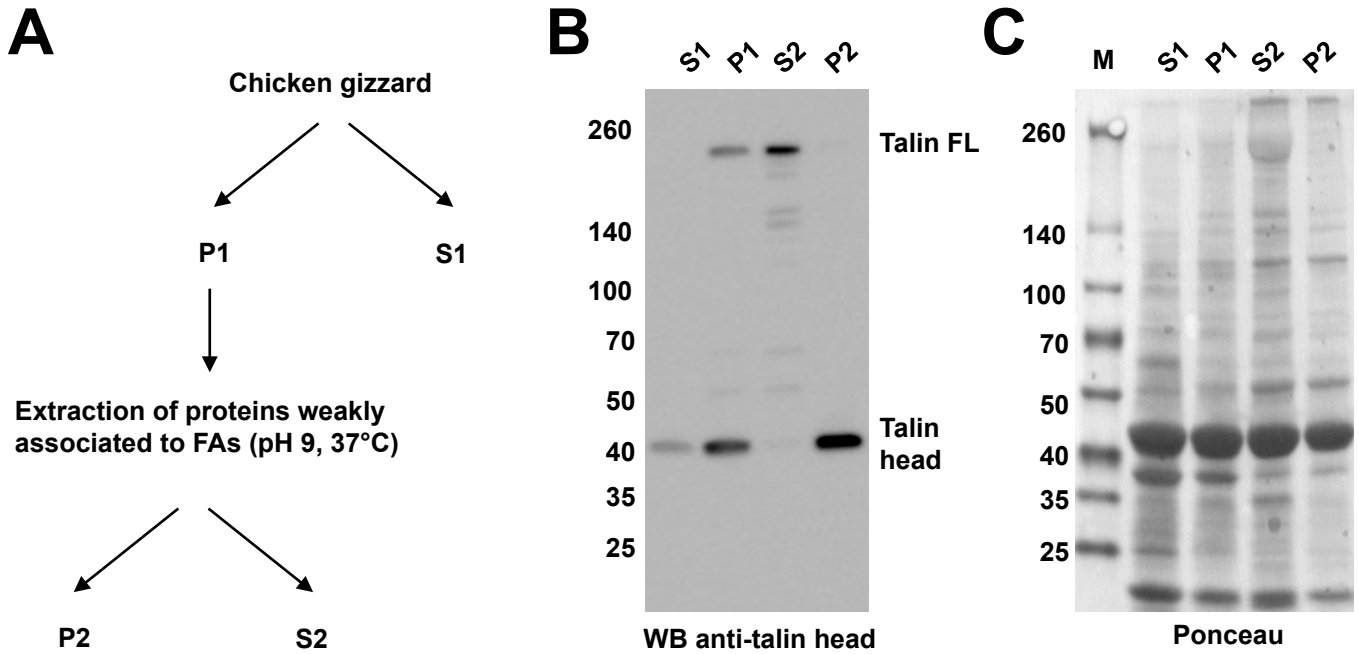 A
Chicken gizzard
P1
S1
Extraction of proteins weakly
associated to FAs (pH 9, 37°C)
P2
S2
B
S1 P1 S2 P2
260
140
100
70
50
40
35
25
Talin FL
Talin
head
WB anti-talin head
C
M S1 P1 S2 P2
260
140
100
70
50
40
35
25
Ponceau